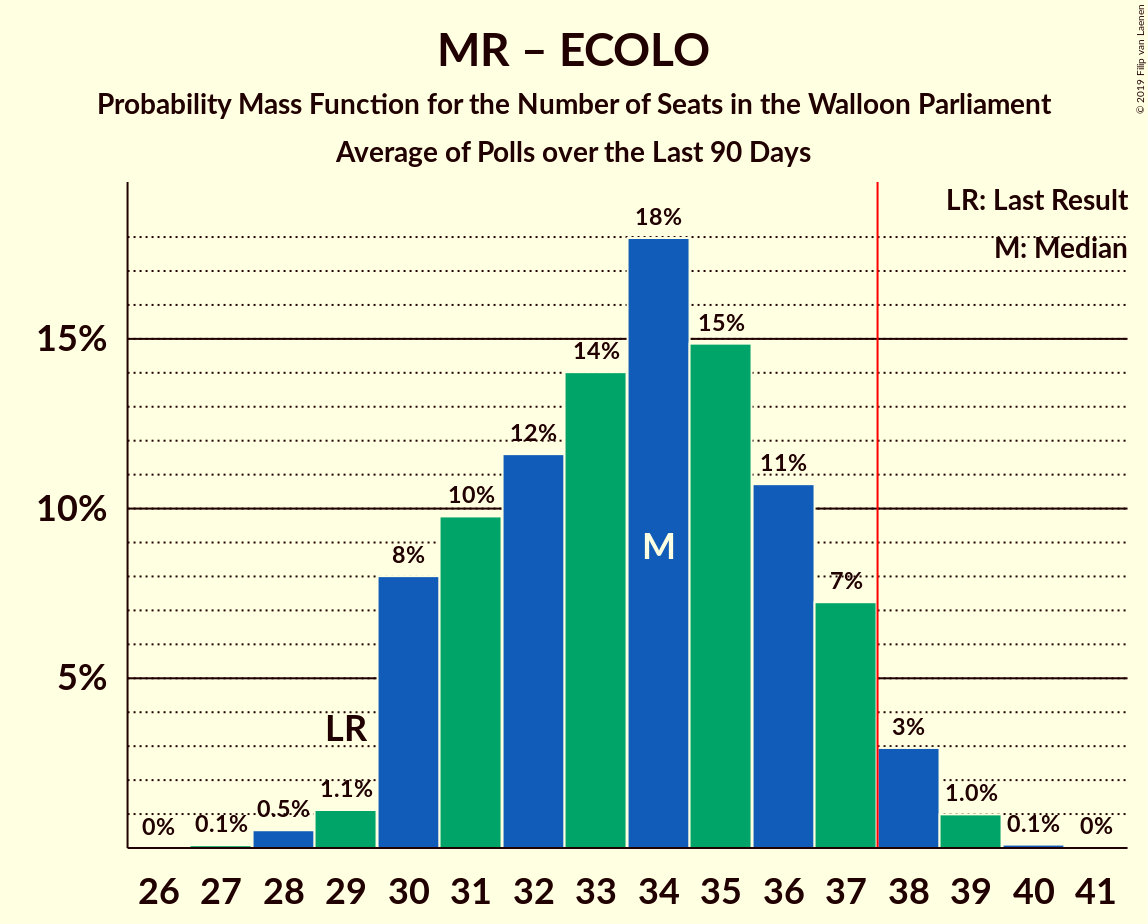 MR – ECOLO
Probability Mass Function for the Number of Seats in the Walloon Parliament
Average of Polls over the Last 90 Days
© 2019 Filip van Laenen
LR: Last Result
M: Median
15%
10%
5%
0%
0.1%
0.5%
1.1%
8%
10%
12%
14%
18%
15%
11%
7%
3%
1.0%
0.1%
0%
LR
M
26 27 28 29 30 31 32 33 34 35 36 37 38 39 40 41